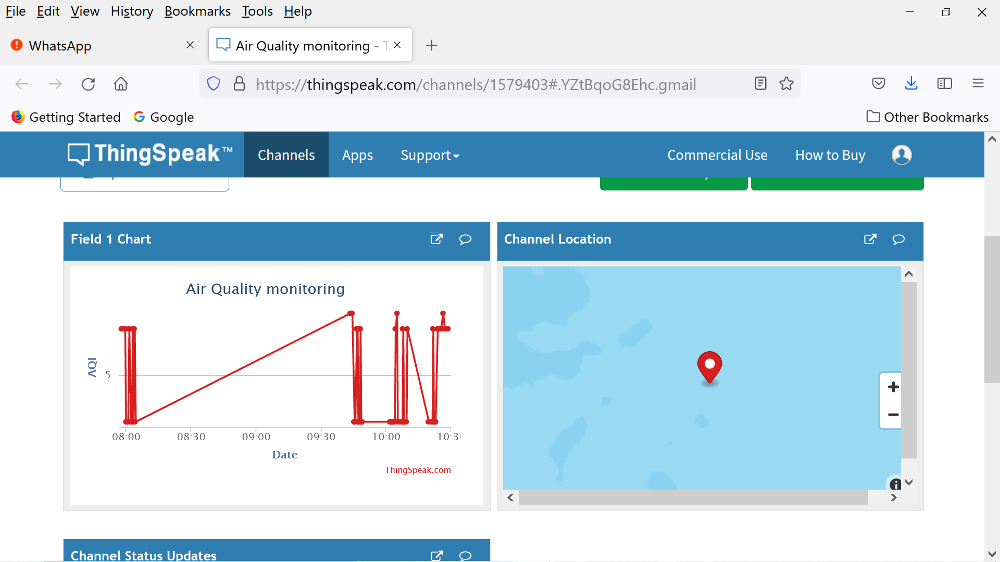 File Edit View History Bookmarks Tools Help
WhatsApp
Air Quality monitoring - T
https://thingspeak.com/channels/1579403#.YZtBqoG8Ehc.gmail
Getting Started Google Other Bookmarks
ThingSpeak™ Channels Apps Support Commercial Use How to Buy
Field 1 Chart
Air Quality monitoring
AQI
5
08:00 08:30 09:00 09:30 10:00 10:3
Date
ThingSpeak.com
Channel Location
Channel Status Updates